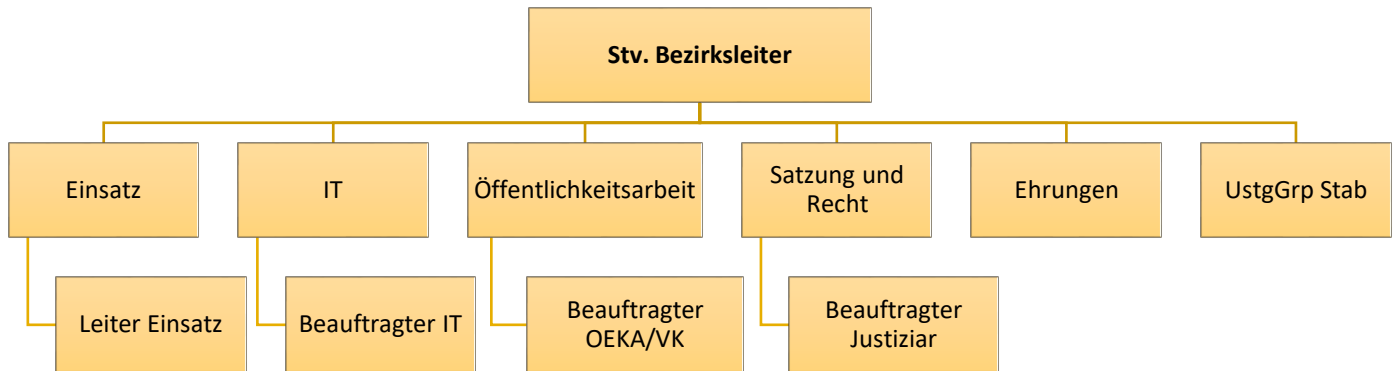 Stv. Bezirksleiter
Einsatz
IT
Öffentlichkeitsarbeit
Satzung und
Recht
Ehrungen
UstgGrp Stab
Leiter Einsatz
Beauftragter IT
Beauftragter
OEKA/VK
Beauftragter
Justiziar